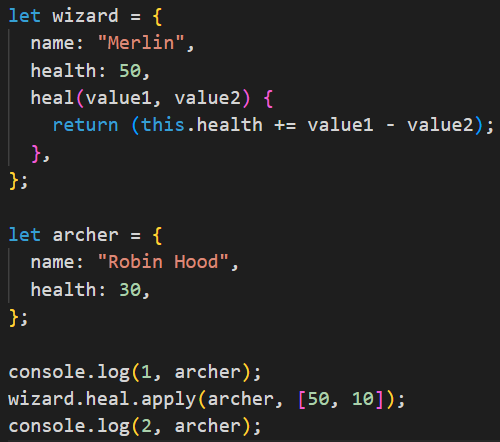 let wizard = {
  name: "Merlin",
  health: 50,
  heal(value1, value2) {
    return (this.health += value1 - value2);
  },
};

let archer = {
  name: "Robin Hood",
  health: 30,
};

console.log(1, archer);
wizard.heal.apply(archer, [50, 10]);
console.log(2, archer);